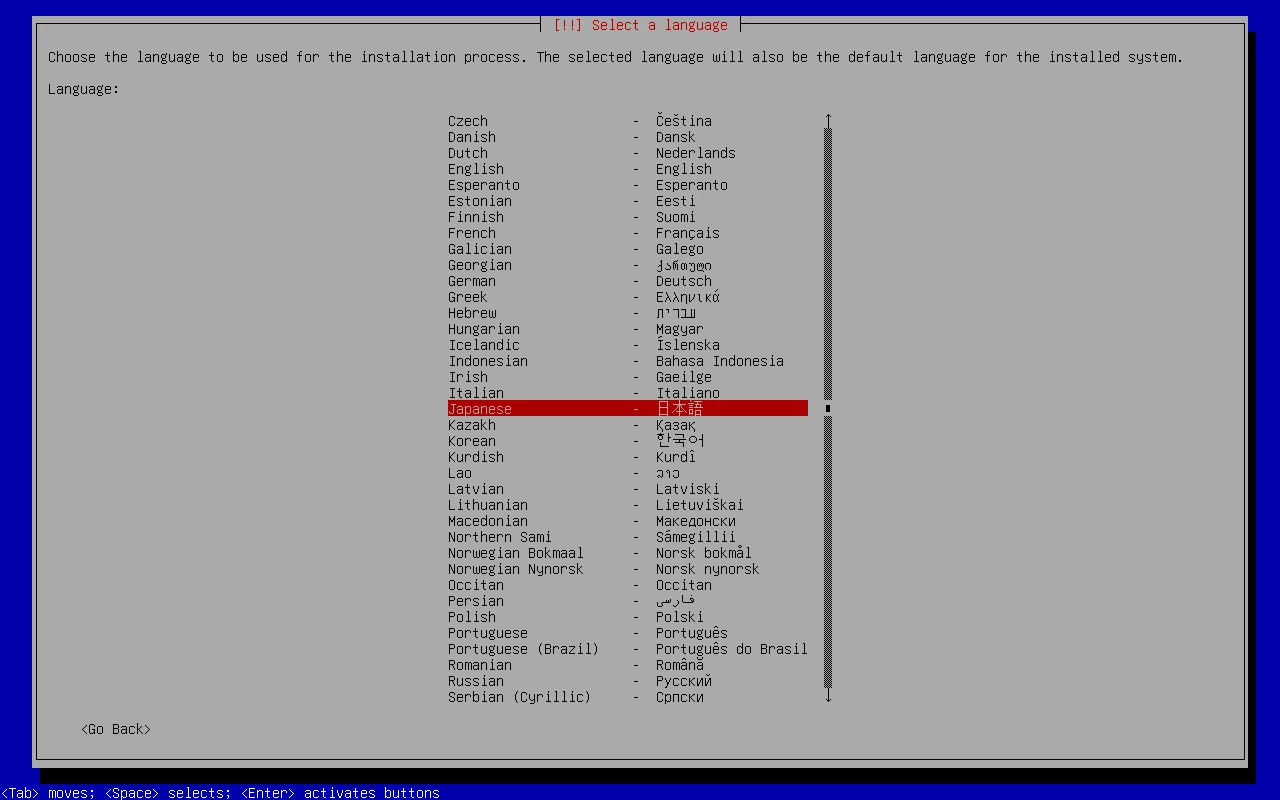 [!!] Select a language
Choose the language to be used for the installation process. The selected language will also be the default language for the installed system.
Language:
Czech - Čeština
Danish - Dansk
Dutch - Nederlands
English - English
Esperanto - Esperanto
Estonian - Eesti
Finnish - Suomi
French - Français
Galician - Galego
Georgian - ქართული
German - Deutsch
Greek - Ελληνικά
Hebrew - עברית
Hungarian - Magyar
Icelandic - Íslenska
Indonesian - Bahasa Indonesia
Irish - Gaeilge
Italian - Italiano
Japanese - 日本語
Kazakh - Қазақ
Korean - 한국어
Kurdish - Kurdî
Lao - ລາວ
Latvian - Latviski
Lithuanian - Lietuviškai
Macedonian - Македонски
Northern Sami - Sámegillii
Norwegian Bokmaal - Norsk bokmål
Norwegian Nynorsk - Norsk nynorsk
Occitan - Occitan
Persian - فارسی
Polish - Polski
Portuguese - Português
Portuguese (Brazil) - Português do Brasil
Romanian - Română
Russian - Русский
Serbian (Cyrillic) - Српски
<Go Back>
<Tab> moves; <Space> selects; <Enter> activates buttons